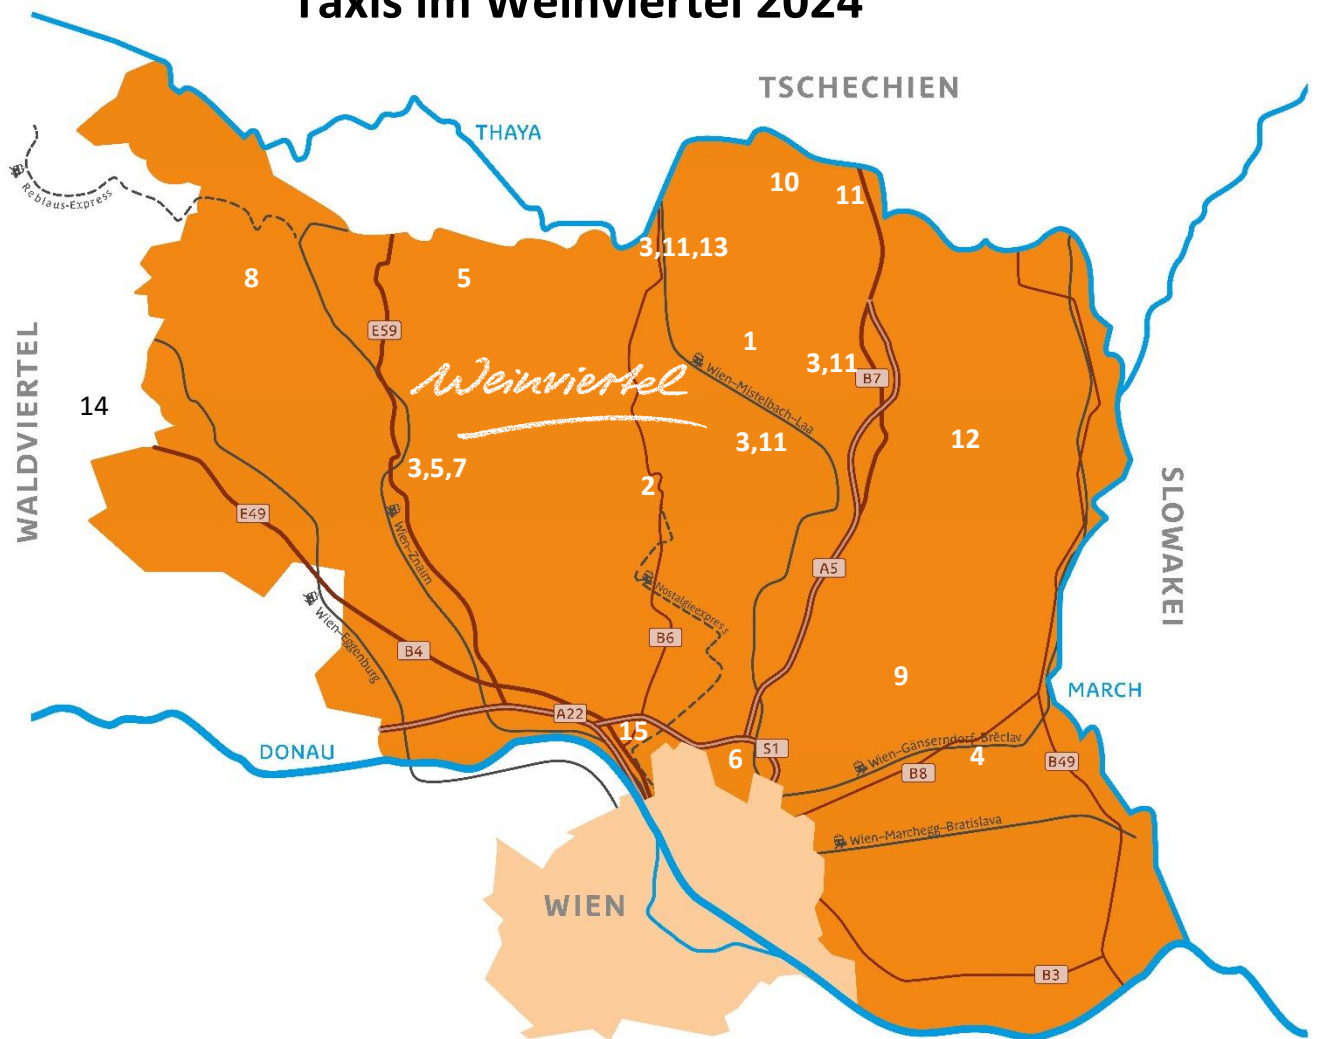 Taxis im Weinviertel 2024
TSCHECHIEN
THAYA
Reblaus-Express
10
11
3,11,13
8
5
E59
1
3,11
B7
Weinviertel
Wien–Mistelbach–Laa
WALDVIERTEL
14
3,11
12
3,5,7
2
SLOWAKEI
E49
Wien–Znaim
A5
Nostalgieexpress
Wien–Eggenburg
B4
B6
9
MARCH
A22
15
DONAU
6
S1
Wien–Gänserndorf–Břeclav
4
B8
B49
Wien–Marchegg–Bratislava
WIEN
B3